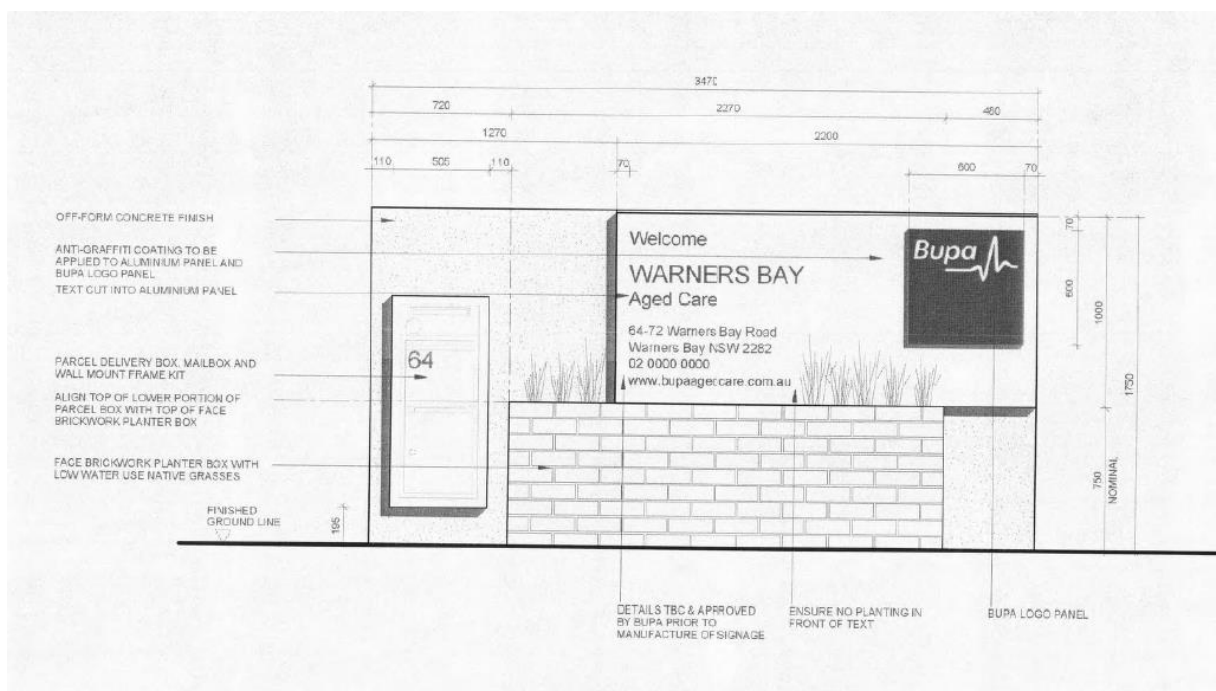 3470
720 2270 480
1270 2200
110 505 110 70 600 70
OFF-FORM CONCRETE FINISH
ANTI-GRAFFITI COATING TO BE
APPLIED TO ALUMINIUM PANEL AND
BUPA LOGO PANEL
TEXT CUT INTO ALUMINIUM PANEL
PARCEL DELIVERY BOX, MAILBOX AND
WALL MOUNT FRAME KIT
ALIGN TOP OF LOWER PORTION OF
PARCEL BOX WITH TOP OF FACE
BRICKWORK PLANTER BOX
FACE BRICKWORK PLANTER BOX WITH
LOW WATER USE NATIVE GRASSES
FINISHED
GROUND LINE
195
64
Welcome
WARNERS BAY
Aged Care
64-72 Warners Bay Road
Warners Bay NSW 2282
02 0000 0000
www.bupaagedcare.com.au
Bupa
70
600
1000
1750
750
NOMINAL
DETAILS TBC & APPROVED
BY BUPA PRIOR TO
MANUFACTURE OF SIGNAGE
ENSURE NO PLANTING IN
FRONT OF TEXT
BUPA LOGO PANEL